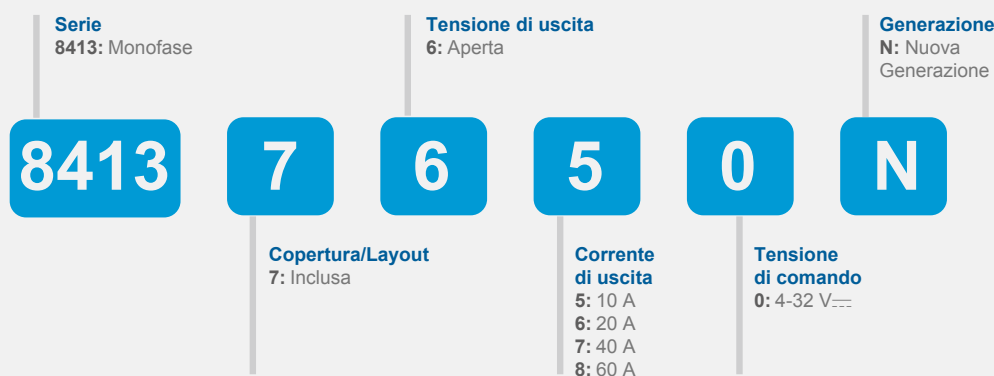 Serie
8413: Monofase
Tensione di uscita
6: Aperta
Generazione
N: Nuova
Generazione
8413
7
6
5
0
N
Copertura/Layout
7: Inclusa
Corrente
di uscita
5: 10 A
6: 20 A
7: 40 A
8: 60 A
Tensione
di comando
0: 4-32 V⎓